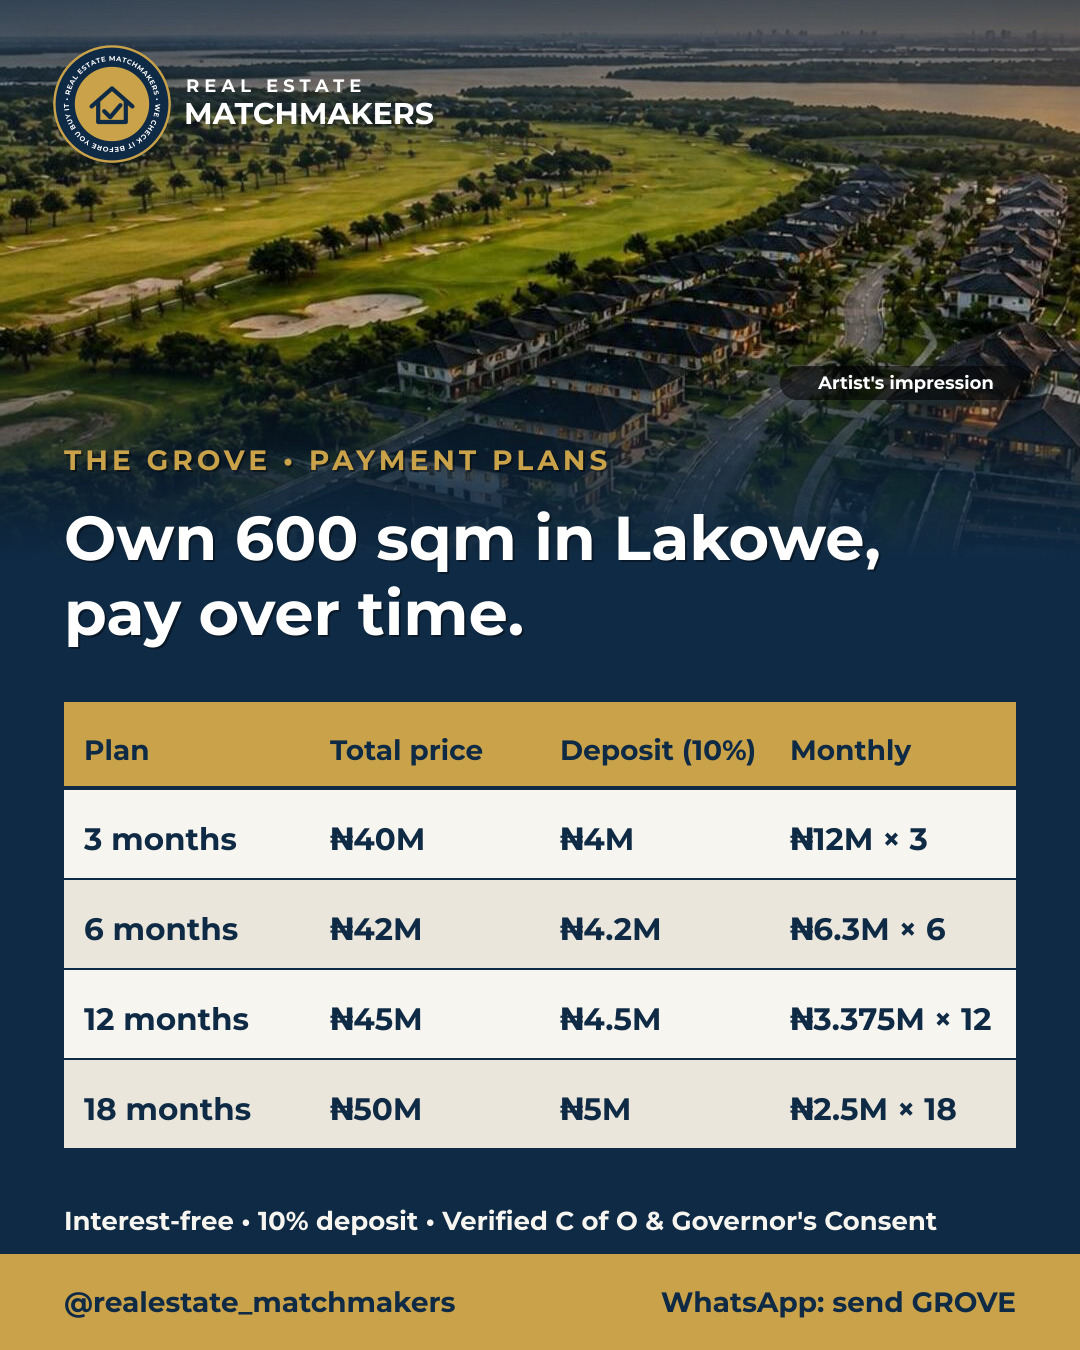 REAL ESTATE MATCHMAKERS • WE CHECK IT BEFORE YOU BUY IT •
REAL ESTATE
MATCHMAKERS
Artist's impression
THE GROVE • PAYMENT PLANS
Own 600 sqm in Lakowe,
pay over time.
Plan Total price Deposit (10%) Monthly
3 months ₦40M ₦4M ₦12M × 3
6 months ₦42M ₦4.2M ₦6.3M × 6
12 months ₦45M ₦4.5M ₦3.375M × 12
18 months ₦50M ₦5M ₦2.5M × 18
Interest-free • 10% deposit • Verified C of O & Governor's Consent
@realestate_matchmakers WhatsApp: send GROVE